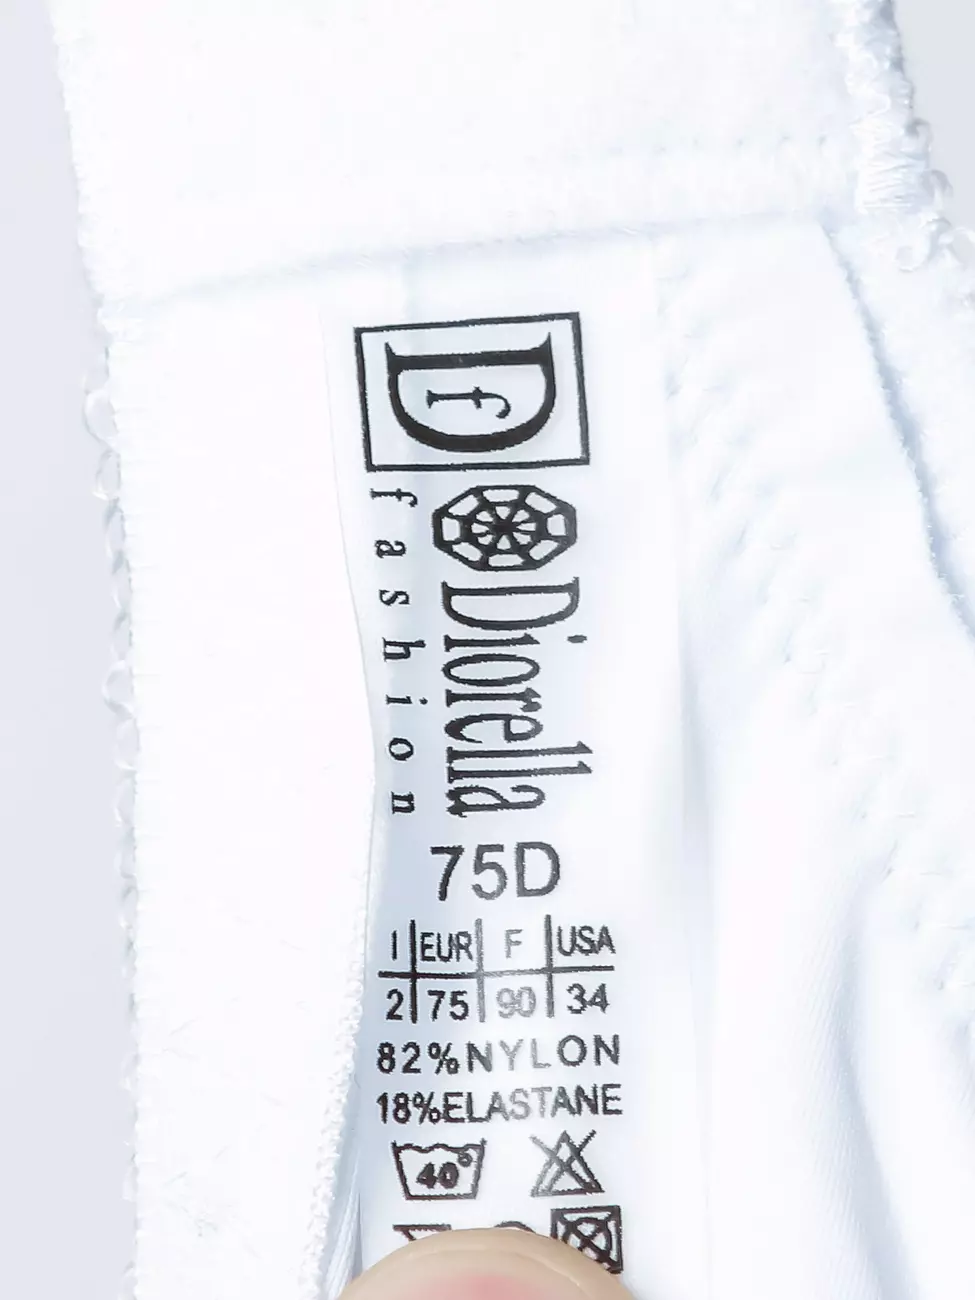 Df
Diorella
fashion
75D
I EUR F USA
2 75 90 34
82%NYLON
18%ELASTANE
40°